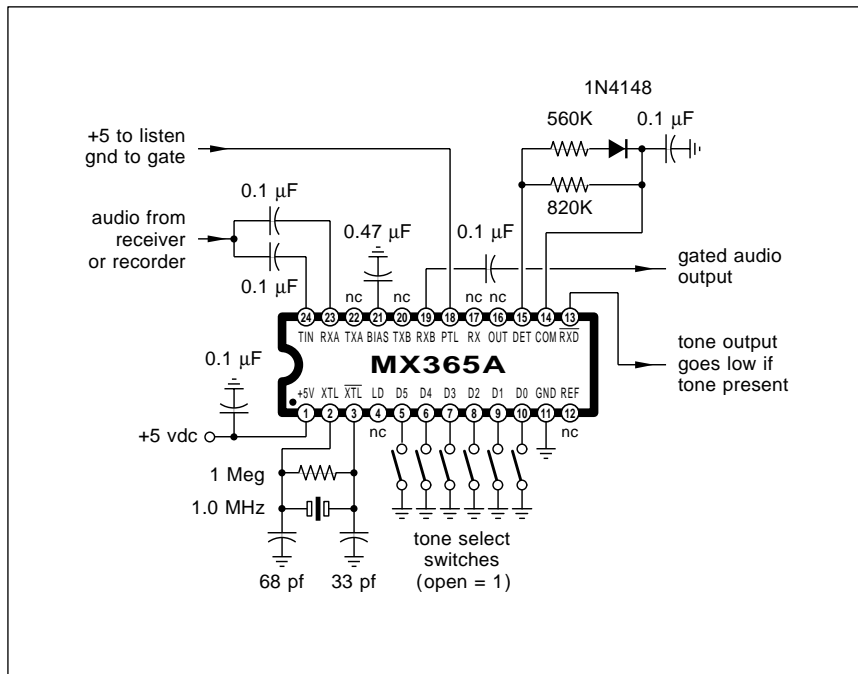 1N4148
560K
0.1 µF
820K
+5 to listen
gnd to gate
0.1 µF
audio from
receiver
or recorder
0.1 µF
0.47 µF
0.1 µF
gated audio
output
nc
nc
nc
nc
24 23 22 21 20 19 18 17 16 15 14 13
TIN RXA TXA BIAS TXB RXB PTL RX OUT DET COM RXD
tone output
goes low if
tone present
MX365A
0.1 µF
+5V XTL XTL LD D5 D4 D3 D2 D1 D0 GND REF
1 2 3 4 5 6 7 8 9 10 11 12
nc
nc
+5 vdc
1 Meg
1.0 MHz
68 pf
33 pf
tone select
switches
(open = 1)